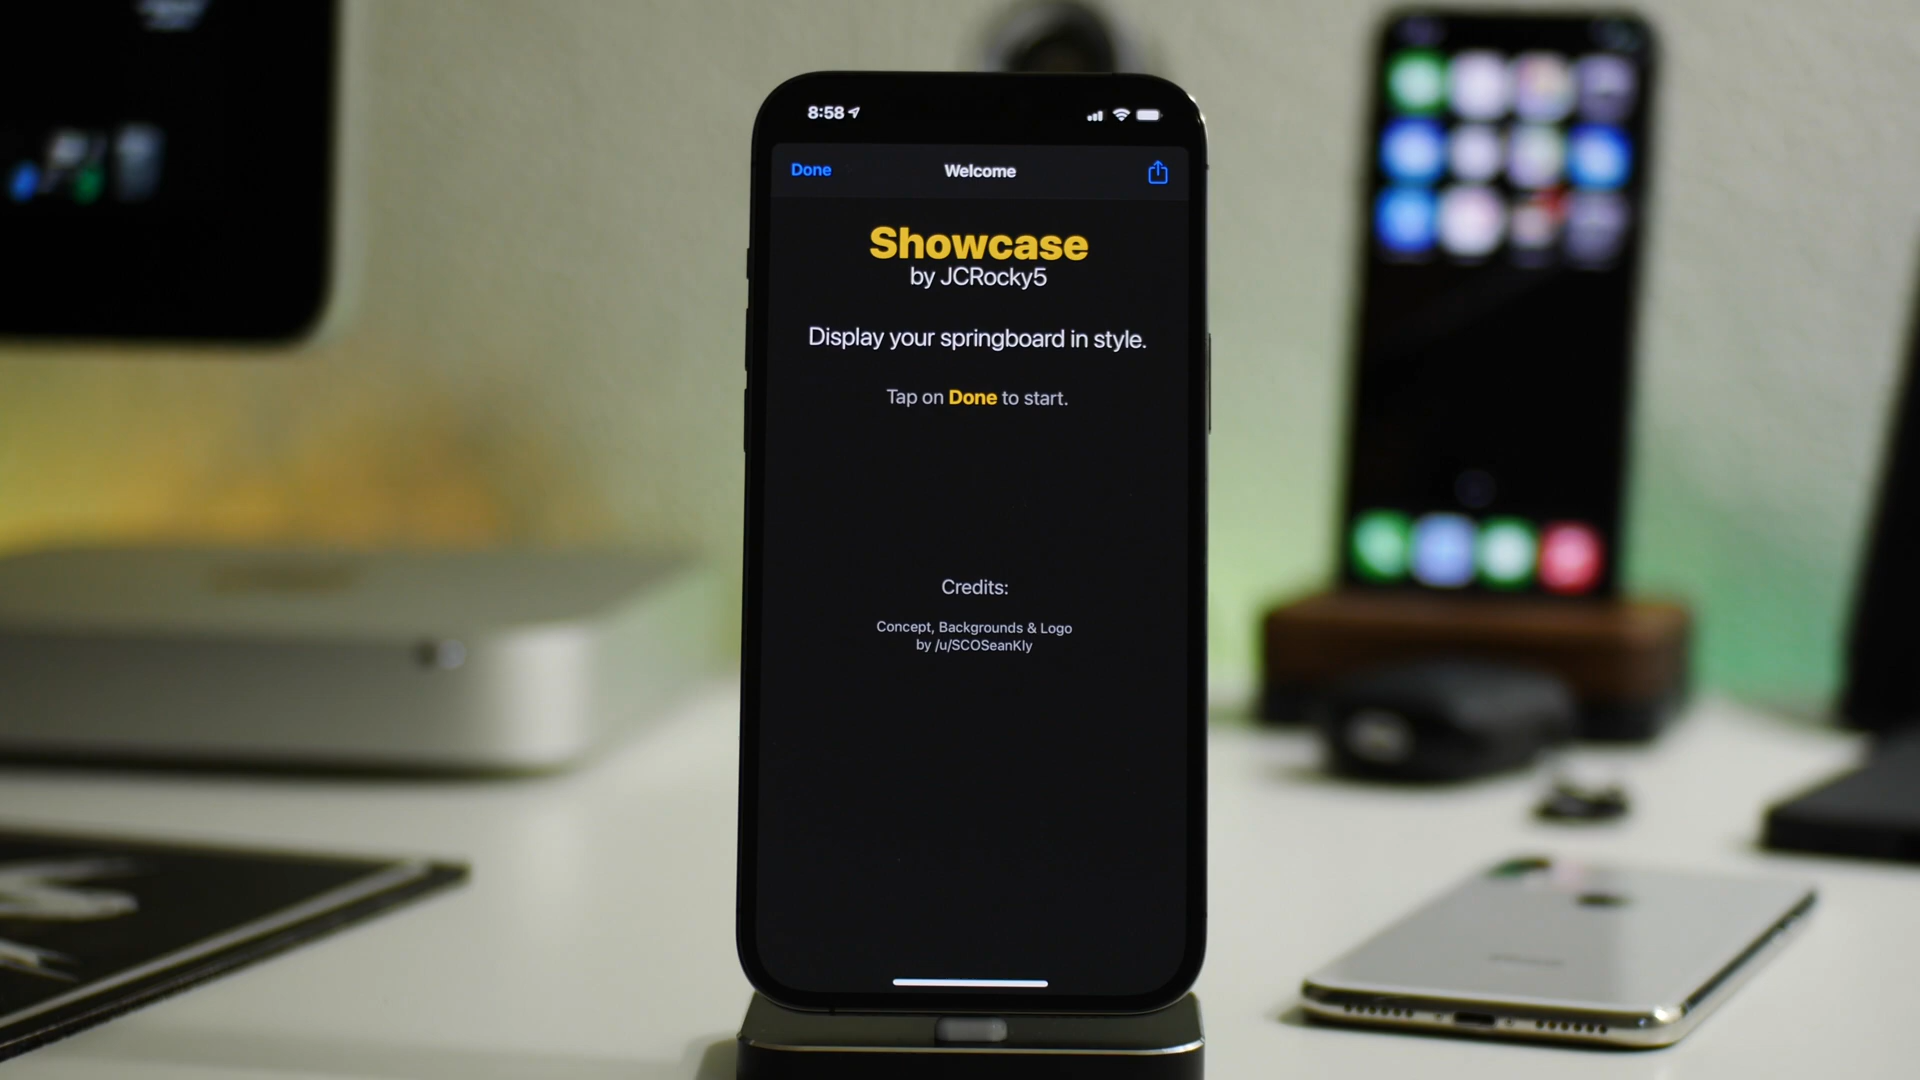 8:58
Done
Welcome
Showcase
by JCRocky5
Display your springboard in style.
Tap on Done to start.
Credits:
Concept, Backgrounds & Logo
by /u/SCOSeanKly